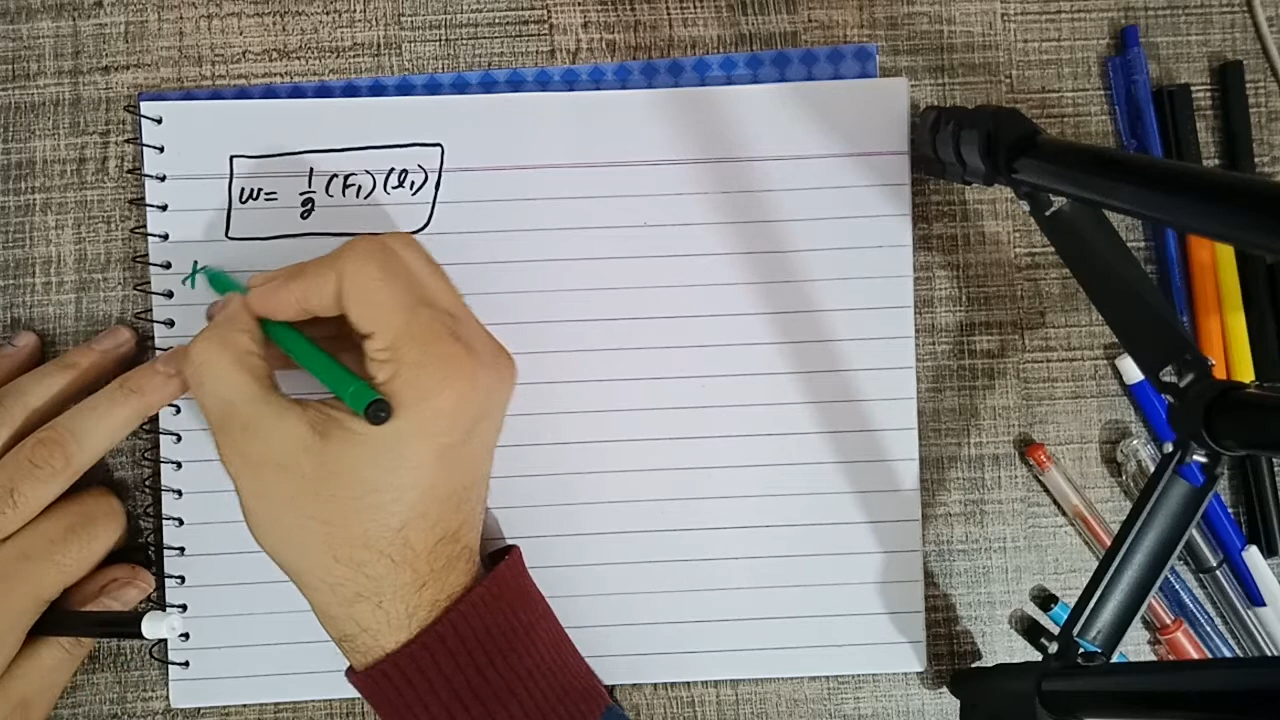 w = 1/2 (F₁)(l₁)